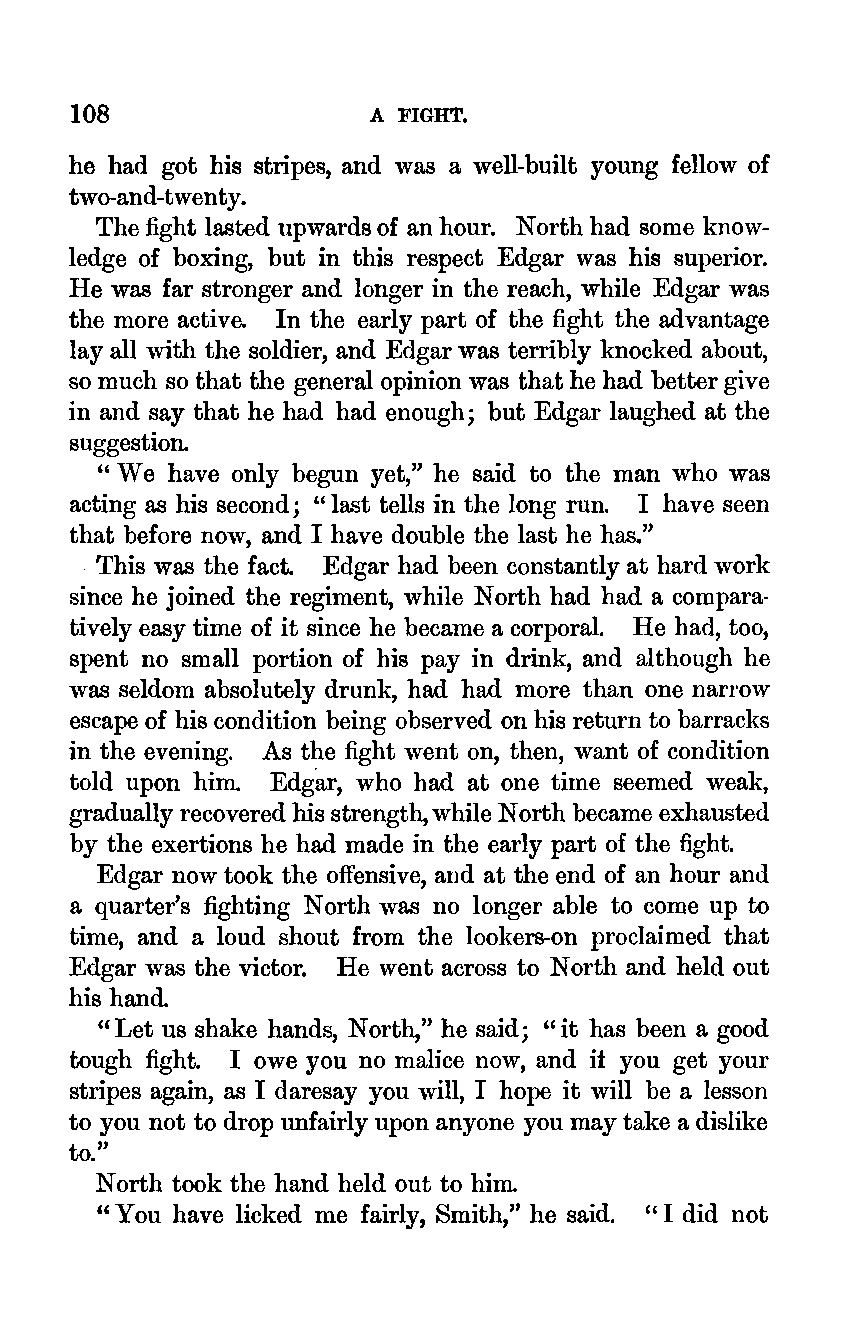 108 A FIGHT.
he had got his stripes, and was a well-built young fellow of
two-and-twenty.
The fight lasted upwards of an hour. North had some know-
ledge of boxing, but in this respect Edgar was his superior.
He was far stronger and longer in the reach, while Edgar was
the more active. In the early part of the fight the advantage
lay all with the soldier, and Edgar was terribly knocked about,
so much so that the general opinion was that he had better give
in and say that he had had enough; but Edgar laughed at the
suggestion.
“We have only begun yet,” he said to the man who was
acting as his second; “last tells in the long run. I have seen
that before now, and I have double the last he has.”
This was the fact. Edgar had been constantly at hard work
since he joined the regiment, while North had had a compara-
tively easy time of it since he became a corporal. He had, too,
spent no small portion of his pay in drink, and although he
was seldom absolutely drunk, had had more than one narrow
escape of his condition being observed on his return to barracks
in the evening. As the fight went on, then, want of condition
told upon him. Edgar, who had at one time seemed weak,
gradually recovered his strength, while North became exhausted
by the exertions he had made in the early part of the fight.
Edgar now took the offensive, and at the end of an hour and
a quarter’s fighting North was no longer able to come up to
time, and a loud shout from the lookers-on proclaimed that
Edgar was the victor. He went across to North and held out
his hand.
“Let us shake hands, North,” he said; “it has been a good
tough fight. I owe you no malice now, and if you get your
stripes again, as I daresay you will, I hope it will be a lesson
to you not to drop unfairly upon anyone you may take a dislike
to.”
North took the hand held out to him.
“You have licked me fairly, Smith,” he said. “I did not